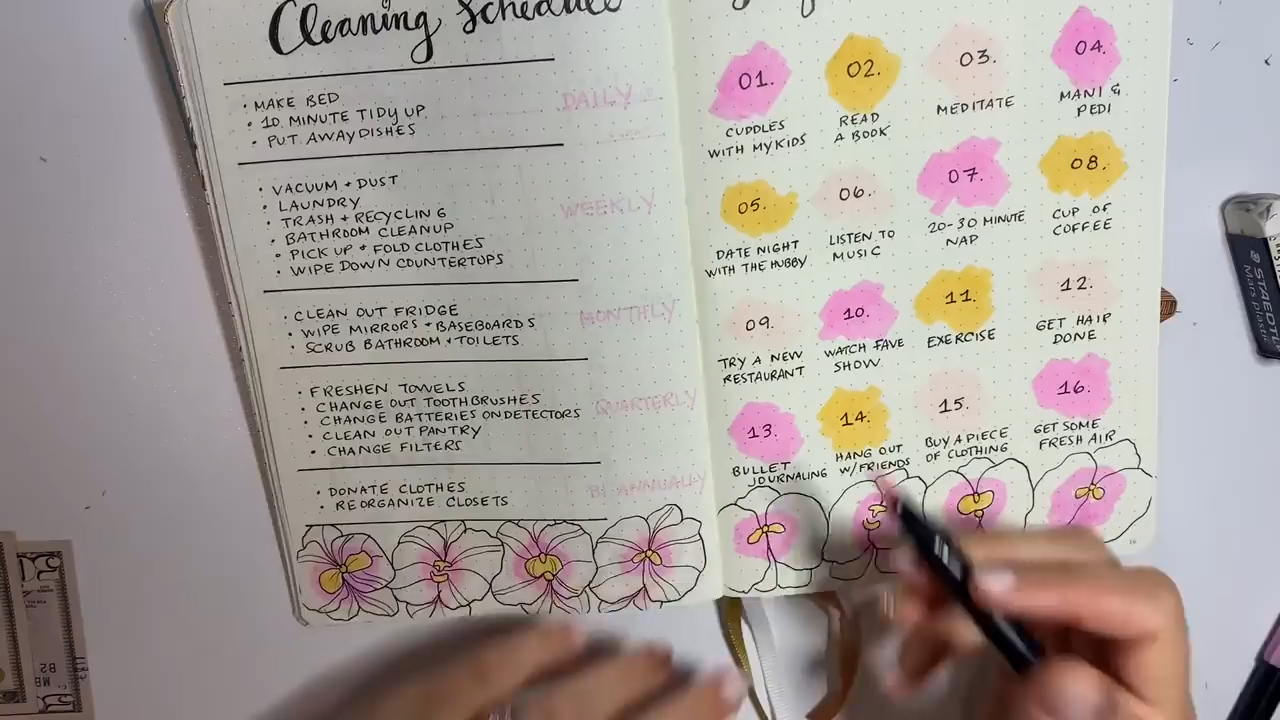 Cleaning Schedule
DAILY
• MAKE BED
• 10 MINUTE TIDY UP
• PUT AWAY DISHES
WEEKLY
• VACUUM + DUST
• LAUNDRY
• TRASH + RECYCLING
• BATHROOM CLEANUP
• PICK UP + FOLD CLOTHES
• WIPE DOWN COUNTERTOPS
MONTHLY
• CLEAN OUT FRIDGE
• WIPE MIRRORS + BASEBOARDS
• SCRUB BATHROOM + TOILETS
QUARTERLY
• FRESHEN TOWELS
• CHANGE OUT TOOTHBRUSHES
• CHANGE BATTERIES ON DETECTORS
• CLEAN OUT PANTRY
• CHANGE FILTERS
BI-ANNUALLY
• DONATE CLOTHES
• REORGANIZE CLOSETS
01.
CUDDLES
WITH MY KIDS
02.
READ
A BOOK
03.
MEDITATE
04.
MANI &
PEDI
05.
DATE NIGHT
WITH THE HUBBY
06.
LISTEN TO
MUSIC
07.
20-30 MINUTE
NAP
08.
CUP OF
COFFEE
09.
TRY A NEW
RESTAURANT
10.
WATCH FAVE
SHOW
11.
EXERCISE
12.
GET HAIR
DONE
13.
BULLET
JOURNALING
14.
HANG OUT
W/ FRIENDS
15.
BUY A PIECE
OF CLOTHING
16.
GET SOME
FRESH AIR
STAEDTLER
Mars plastic